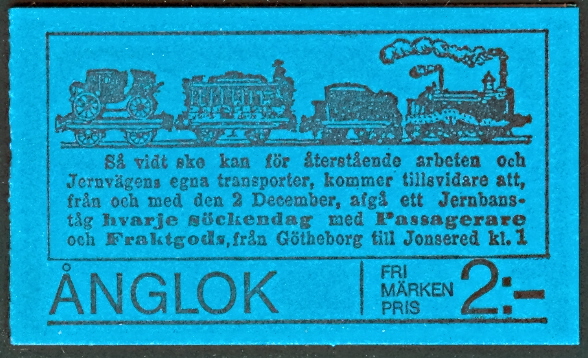 Så vidt ske kan för återstående arbeten och
Jernvägens egna transporter, kommer tillsvidare att,
från och med den 2 December, afgå ett Jernbans-
tåg hvarje söckendag med Passagerare
och Fraktgods, från Götheborg till Jonsered kl. 1
ÅNGLOK
FRI
MÄRKEN
PRIS
2:-